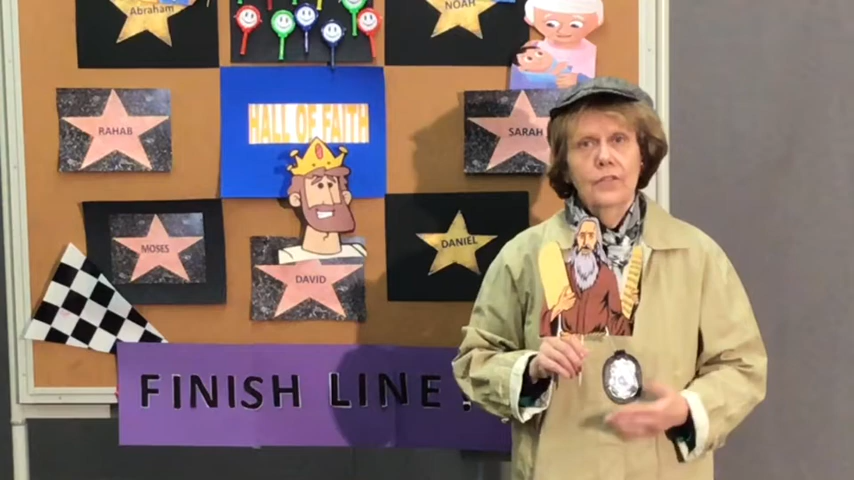 Abraham
NOAH
RAHAB
HALL OF FAITH
SARAH
MOSES
DANIEL
DAVID
FINISH LINE!